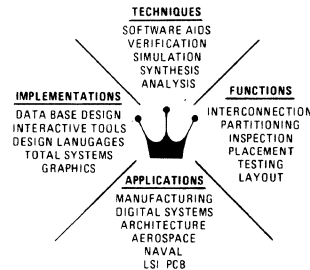 TECHNIQUES
SOFTWARE AIDS
VERIFICATION
SIMULATION
SYNTHESIS
ANALYSIS
IMPLEMENTATIONS
DATA BASE DESIGN
INTERACTIVE TOOLS
DESIGN LANUGAGES
TOTAL SYSTEMS
GRAPHICS
FUNCTIONS
INTERCONNECTION
PARTITIONING
INSPECTION
PLACEMENT
TESTING
LAYOUT
APPLICATIONS
MANUFACTURING
DIGITAL SYSTEMS
ARCHITECTURE
AEROSPACE
NAVAL
LSI PCB